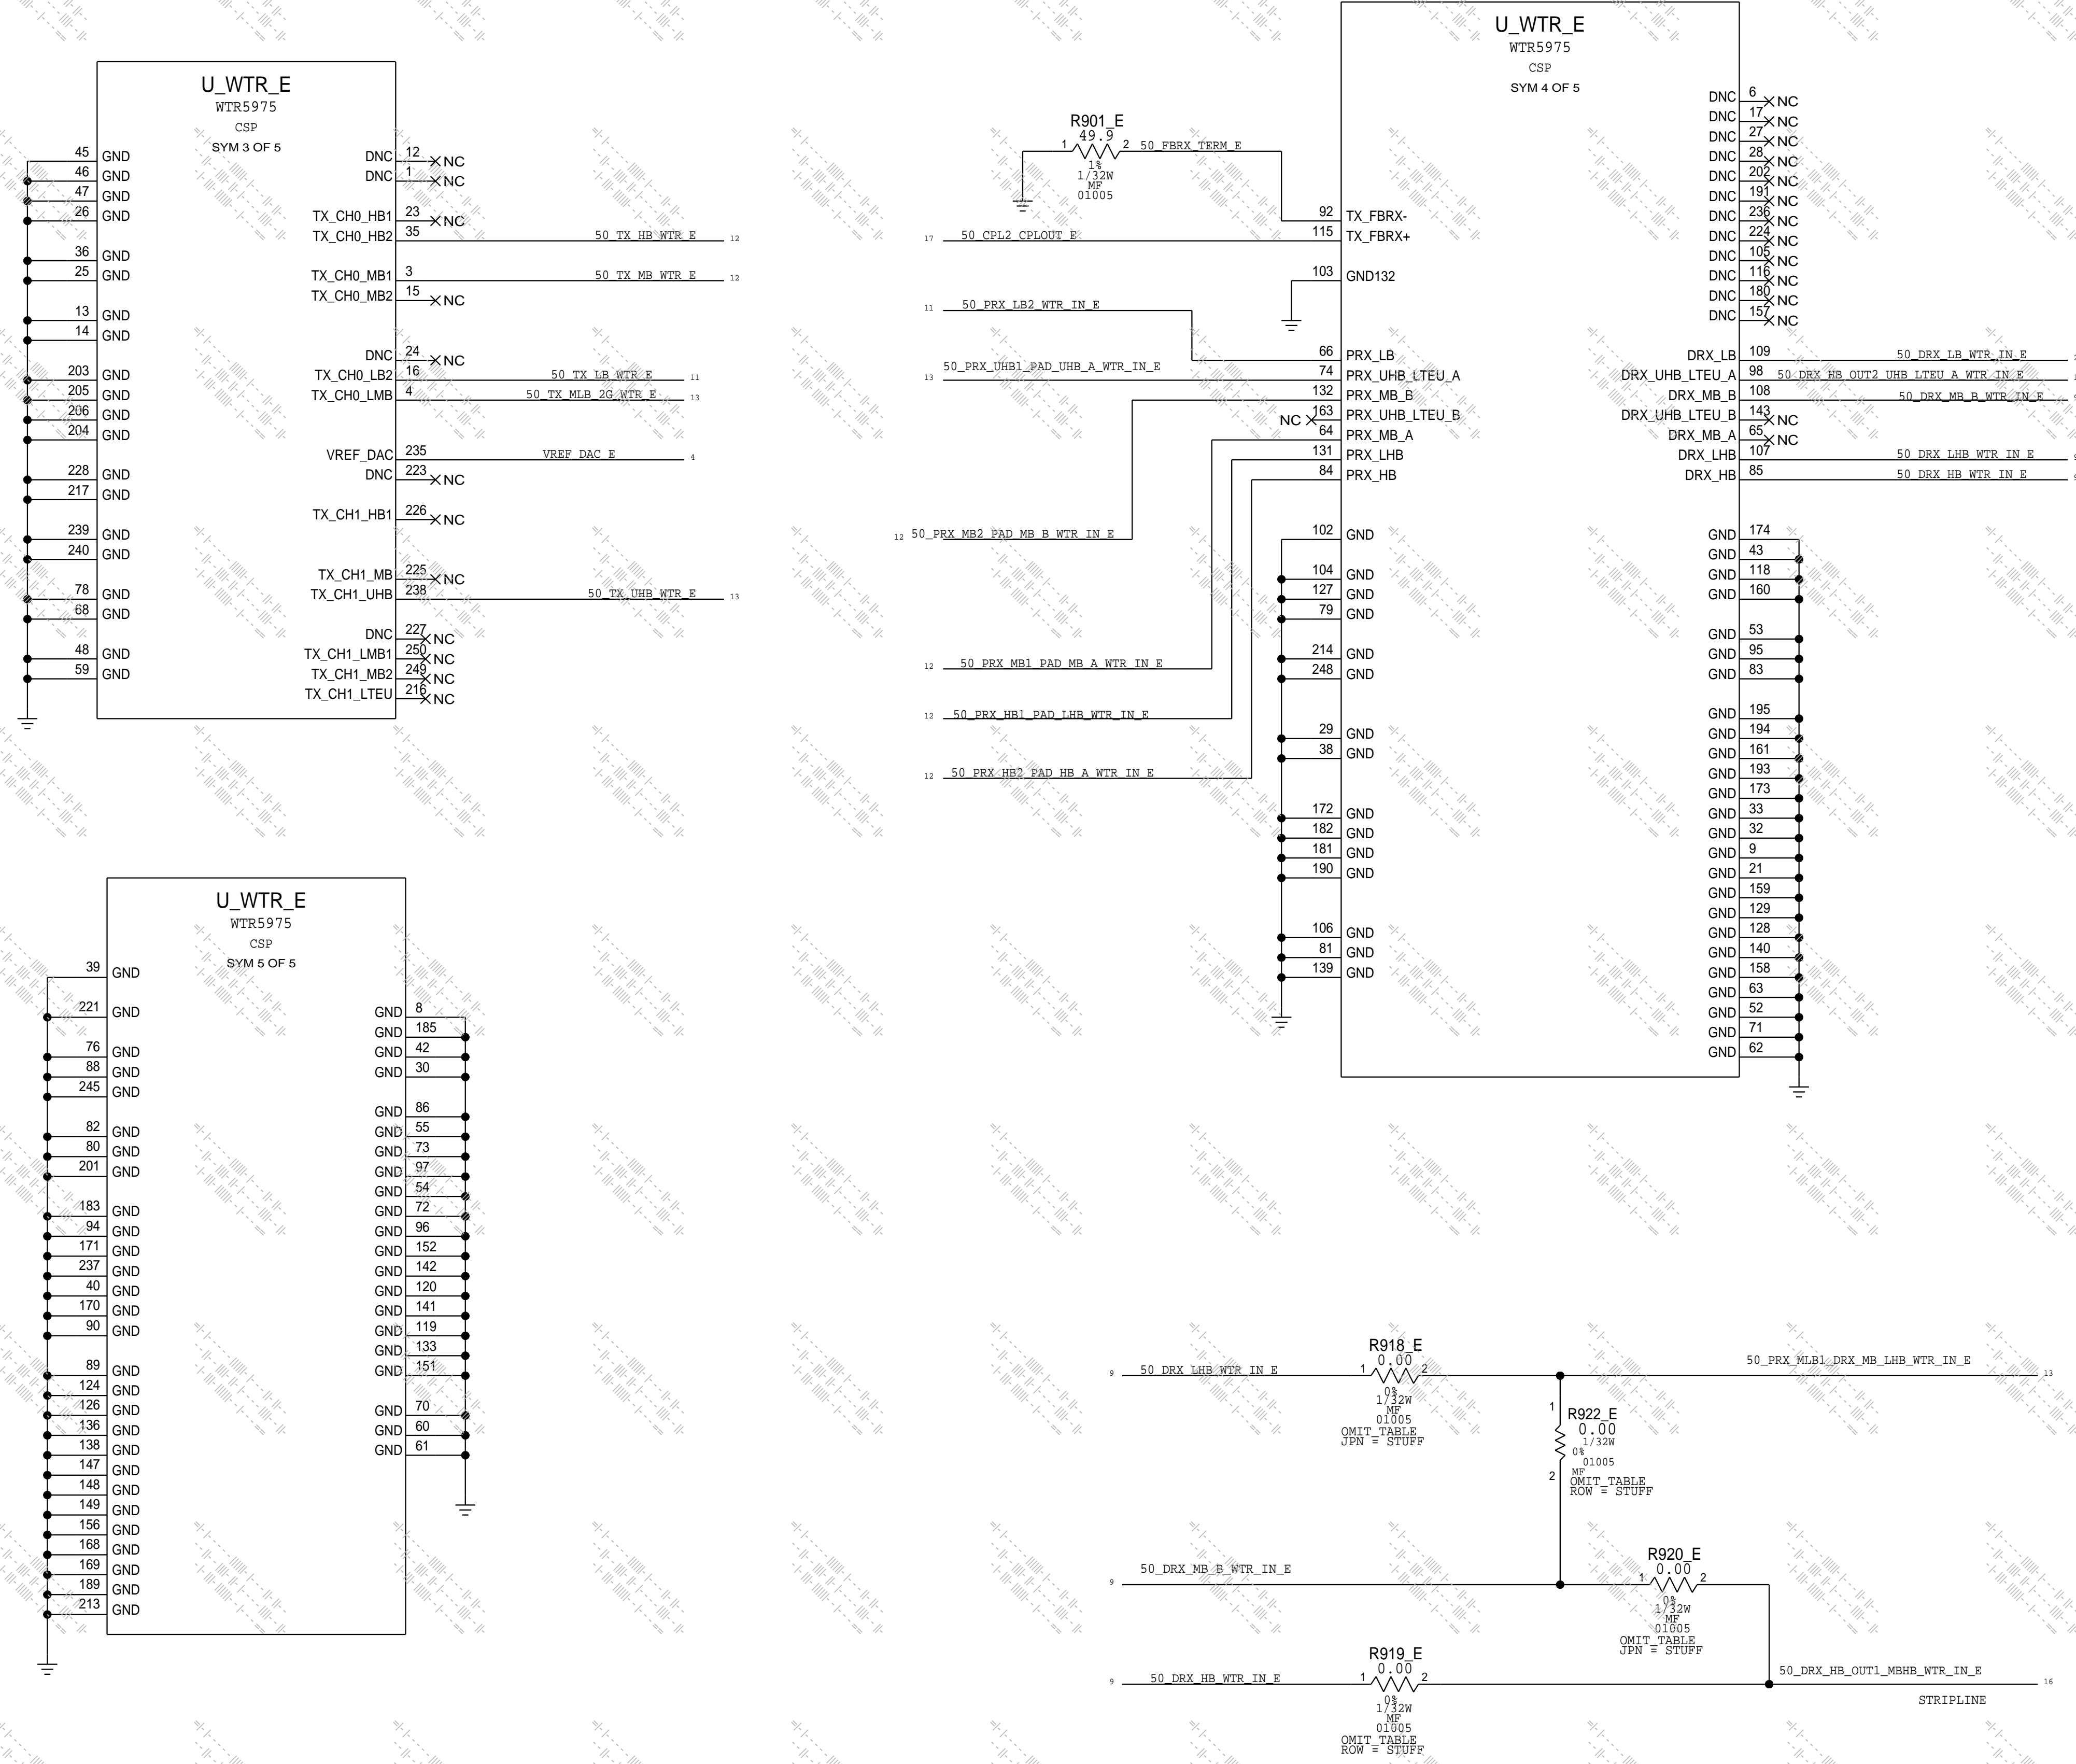 U_WTR_E
WTR5975
CSP
SYM 3 OF 5
45 GND
46 GND
47 GND
26 GND
36 GND
25 GND
13 GND
14 GND
203 GND
205 GND
206 GND
204 GND
228 GND
217 GND
239 GND
240 GND
78 GND
68 GND
48 GND
59 GND
DNC 12 NC
DNC 1 NC
TX_CH0_HB1 23 NC
TX_CH0_HB2 35 50_TX_HB_WTR_E 12
TX_CH0_MB1 3 50_TX_MB_WTR_E 12
TX_CH0_MB2 15 NC
DNC 24 NC
TX_CH0_LB2 16 50_TX_LB_WTR_E 11
TX_CH0_LMB 4 50_TX_MLB_2G_WTR_E 13
VREF_DAC 235 VREF_DAC_E 4
DNC 223 NC
TX_CH1_HB1 226 NC
TX_CH1_MB 225 NC
TX_CH1_UHB 238 50_TX_UHB_WTR_E 13
DNC 227 NC
TX_CH1_LMB1 250 NC
TX_CH1_MB2 249 NC
TX_CH1_LTEU 216 NC
U_WTR_E
WTR5975
CSP
SYM 4 OF 5
R901_E
49.9
1 2 50_FBRX_TERM_E
1%
1/32W
MF
01005
92 TX_FBRX-
17 50_CPL2_CPLOUT_E 115 TX_FBRX+
103 GND132
11 50_PRX_LB2_WTR_IN_E
66 PRX_LB
13 50_PRX_UHB1_PAD_UHB_A_WTR_IN_E 74 PRX_UHB_LTEU_A
132 PRX_MB_B
NC 163 PRX_UHB_LTEU_B
64 PRX_MB_A
131 PRX_LHB
84 PRX_HB
12 50_PRX_MB2_PAD_MB_B_WTR_IN_E
12 50_PRX_MB1_PAD_MB_A_WTR_IN_E
12 50_PRX_HB1_PAD_LHB_WTR_IN_E
12 50_PRX_HB2_PAD_HB_A_WTR_IN_E
102 GND
104 GND
127 GND
79 GND
214 GND
248 GND
29 GND
38 GND
172 GND
182 GND
181 GND
190 GND
106 GND
81 GND
139 GND
DNC 6 NC
DNC 17 NC
DNC 27 NC
DNC 28 NC
DNC 202 NC
DNC 191 NC
DNC 236 NC
DNC 224 NC
DNC 105 NC
DNC 116 NC
DNC 180 NC
DNC 157 NC
DRX_LB 109 50_DRX_LB_WTR_IN_E
DRX_UHB_LTEU_A 98 50_DRX_HB_OUT2_UHB_LTEU_A_WTR_IN_E
DRX_MB_B 108 50_DRX_MB_B_WTR_IN_E
DRX_UHB_LTEU_B 143 NC
DRX_MB_A 65 NC
DRX_LHB 107 50_DRX_LHB_WTR_IN_E
DRX_HB 85 50_DRX_HB_WTR_IN_E
GND 174
GND 43
GND 118
GND 160
GND 53
GND 95
GND 83
GND 195
GND 194
GND 161
GND 193
GND 173
GND 33
GND 32
GND 9
GND 21
GND 159
GND 129
GND 128
GND 140
GND 158
GND 63
GND 52
GND 71
GND 62
U_WTR_E
WTR5975
CSP
SYM 5 OF 5
39 GND
221 GND
76 GND
88 GND
245 GND
82 GND
80 GND
201 GND
183 GND
94 GND
171 GND
237 GND
40 GND
170 GND
90 GND
89 GND
124 GND
126 GND
136 GND
138 GND
147 GND
148 GND
149 GND
156 GND
168 GND
169 GND
189 GND
213 GND
GND 8
GND 185
GND 42
GND 30
GND 86
GND 55
GND 73
GND 97
GND 54
GND 72
GND 96
GND 152
GND 142
GND 120
GND 141
GND 119
GND 133
GND 151
GND 70
GND 60
GND 61
R918_E
0.00
9 50_DRX_LHB_WTR_IN_E 1 2 50_PRX_MLB1_DRX_MB_LHB_WTR_IN_E 13
0%
1/32W
MF
01005
OMIT_TABLE
JPN = STUFF
1
R922_E
0.00
1/32W
0%
01005
2
MF
OMIT_TABLE
ROW = STUFF
R920_E
0.00
9 50_DRX_MB_B_WTR_IN_E 1 2
0%
1/32W
MF
01005
OMIT_TABLE
JPN = STUFF
R919_E
0.00
9 50_DRX_HB_WTR_IN_E 1 2 50_DRX_HB_OUT1_MBHB_WTR_IN_E 16
STRIPLINE
0%
1/32W
MF
01005
OMIT_TABLE
ROW = STUFF